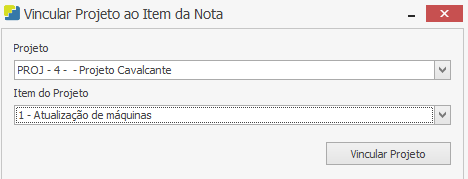 Vincular Projeto ao Item da Nota
Projeto
PROJ - 4 -  - Projeto Cavalcante
Item do Projeto
1 - Atualização de máquinas
Vincular Projeto